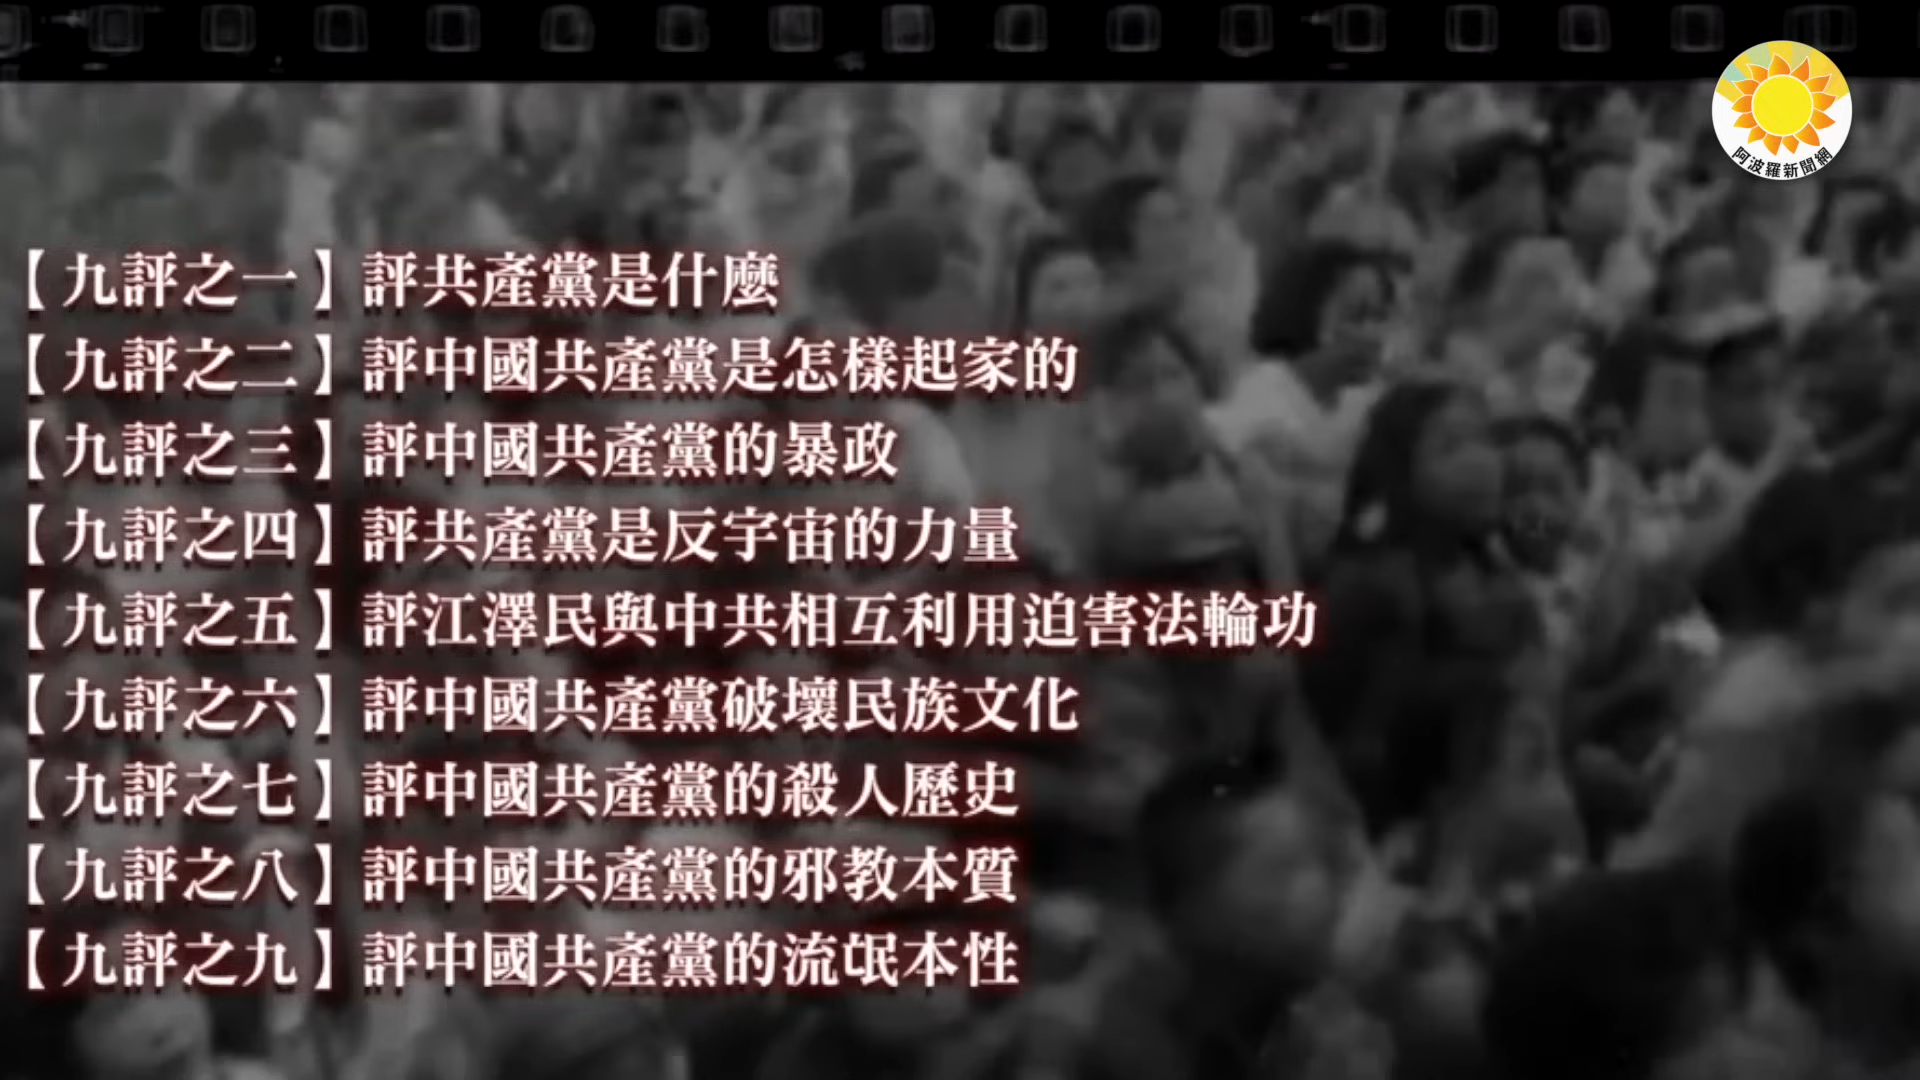 阿波羅新聞網
【九評之一】評共產黨是什麼
【九評之二】評中國共產黨是怎樣起家的
【九評之三】評中國共產黨的暴政
【九評之四】評共產黨是反宇宙的力量
【九評之五】評江澤民與中共相互利用迫害法輪功
【九評之六】評中國共產黨破壞民族文化
【九評之七】評中國共產黨的殺人歷史
【九評之八】評中國共產黨的邪教本質
【九評之九】評中國共產黨的流氓本性